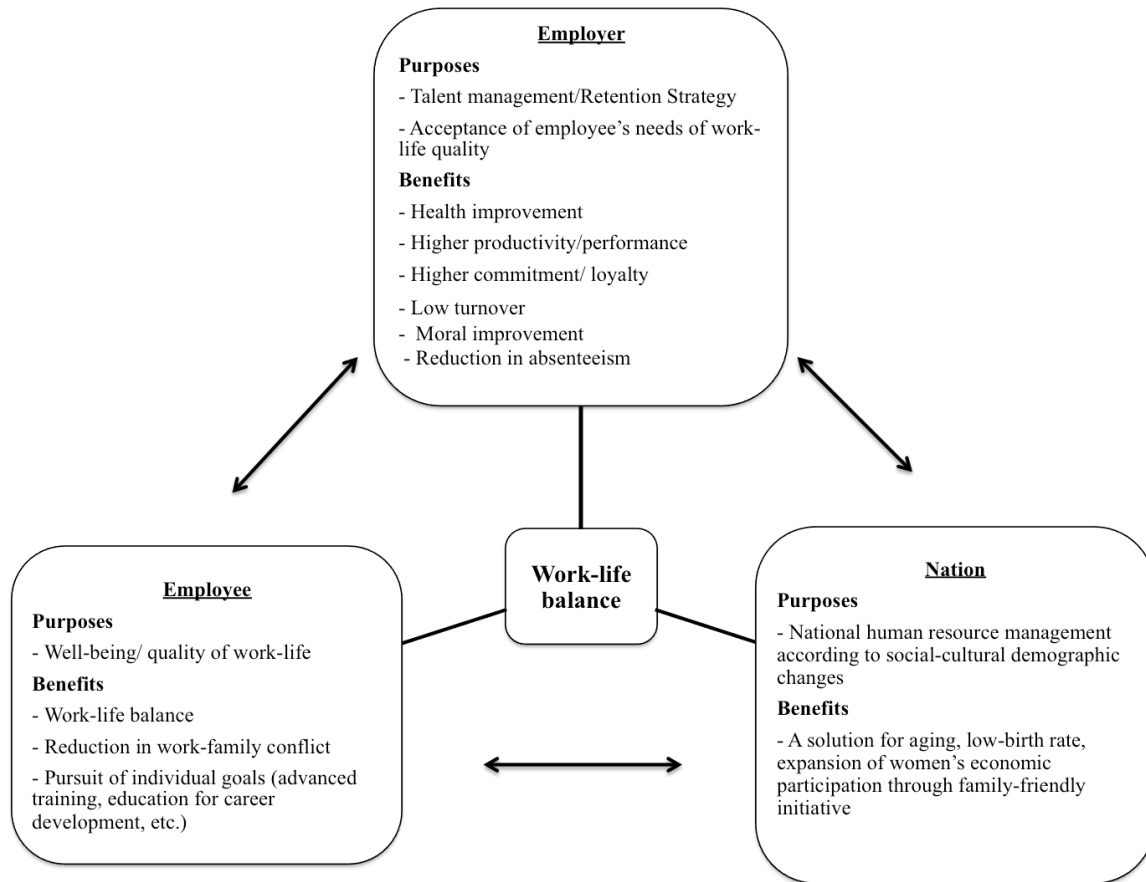 Employer
Purposes
- Talent management/Retention Strategy
- Acceptance of employee’s needs of work-
life quality
Benefits
- Health improvement
- Higher productivity/performance
- Higher commitment/ loyalty
- Low turnover
- Moral improvement
- Reduction in absenteeism
Work-life
balance
Employee
Purposes
- Well-being/ quality of work-life
Benefits
- Work-life balance
- Reduction in work-family conflict
- Pursuit of individual goals (advanced
training, education for career
development, etc.)
Nation
Purposes
- National human resource management
according to social-cultural demographic
changes
Benefits
- A solution for aging, low-birth rate,
expansion of women’s economic
participation through family-friendly
initiative